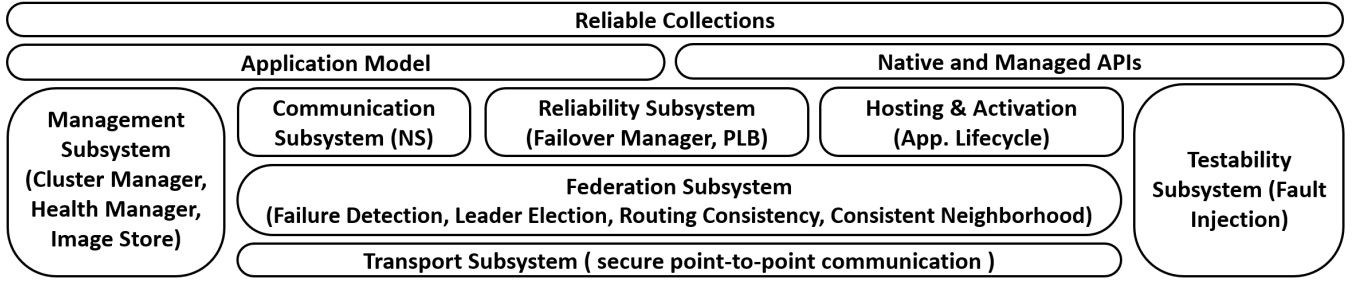 Reliable Collections
Application Model
Native and Managed APIs
Management
Subsystem
(Cluster Manager,
Health Manager,
Image Store)
Communication
Subsystem (NS)
Reliability Subsystem
(Failover Manager, PLB)
Hosting & Activation
(App. Lifecycle)
Federation Subsystem
(Failure Detection, Leader Election, Routing Consistency, Consistent Neighborhood)
Transport Subsystem ( secure point-to-point communication )
Testability
Subsystem (Fault
Injection)